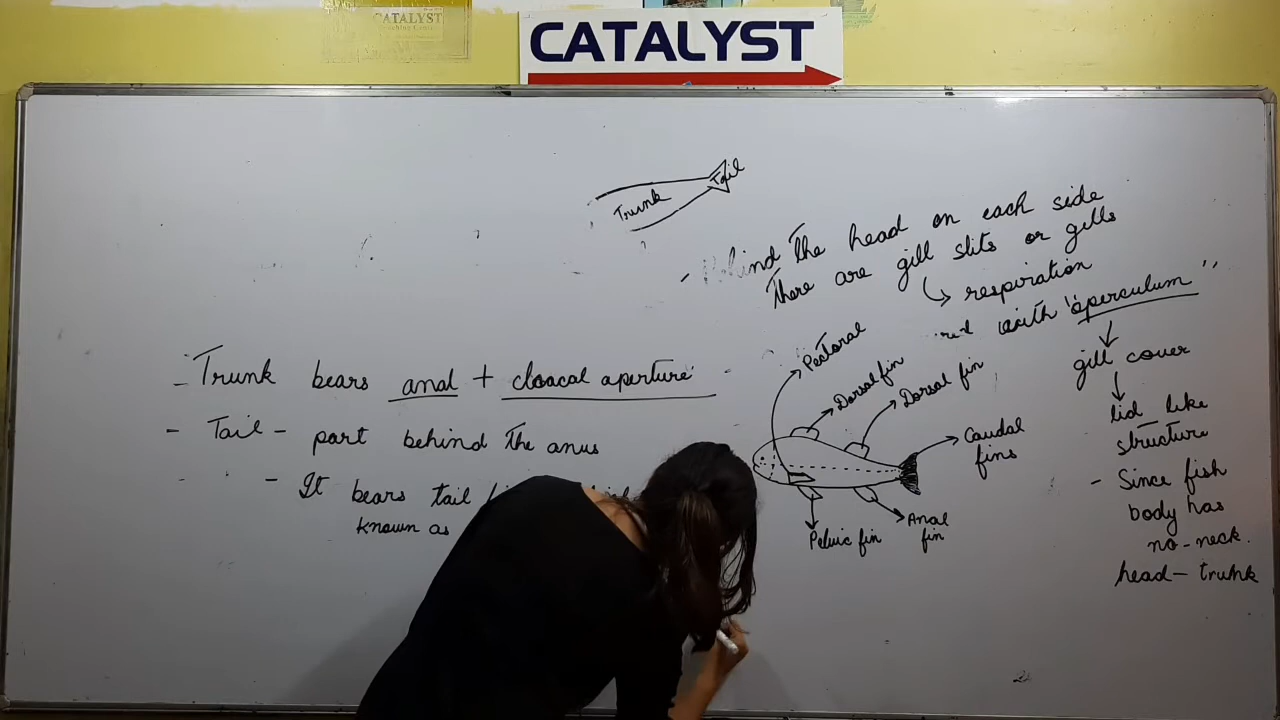 CATALYST
CATALYST
Trunk
Tail
- Behind The head on each side
There are gill slits or gills
respiration
with "operculum"
gill cover
lid like
structure
- Since fish
body has
no-neck.
head- trunk
- Trunk bears anal + cloacal aperture
- Tail - part behind The anus
- It bears tail
known as
Pectoral
Dorsal fin
Dorsal fin
Caudal
fins
Anal
fin
Pelvic fin